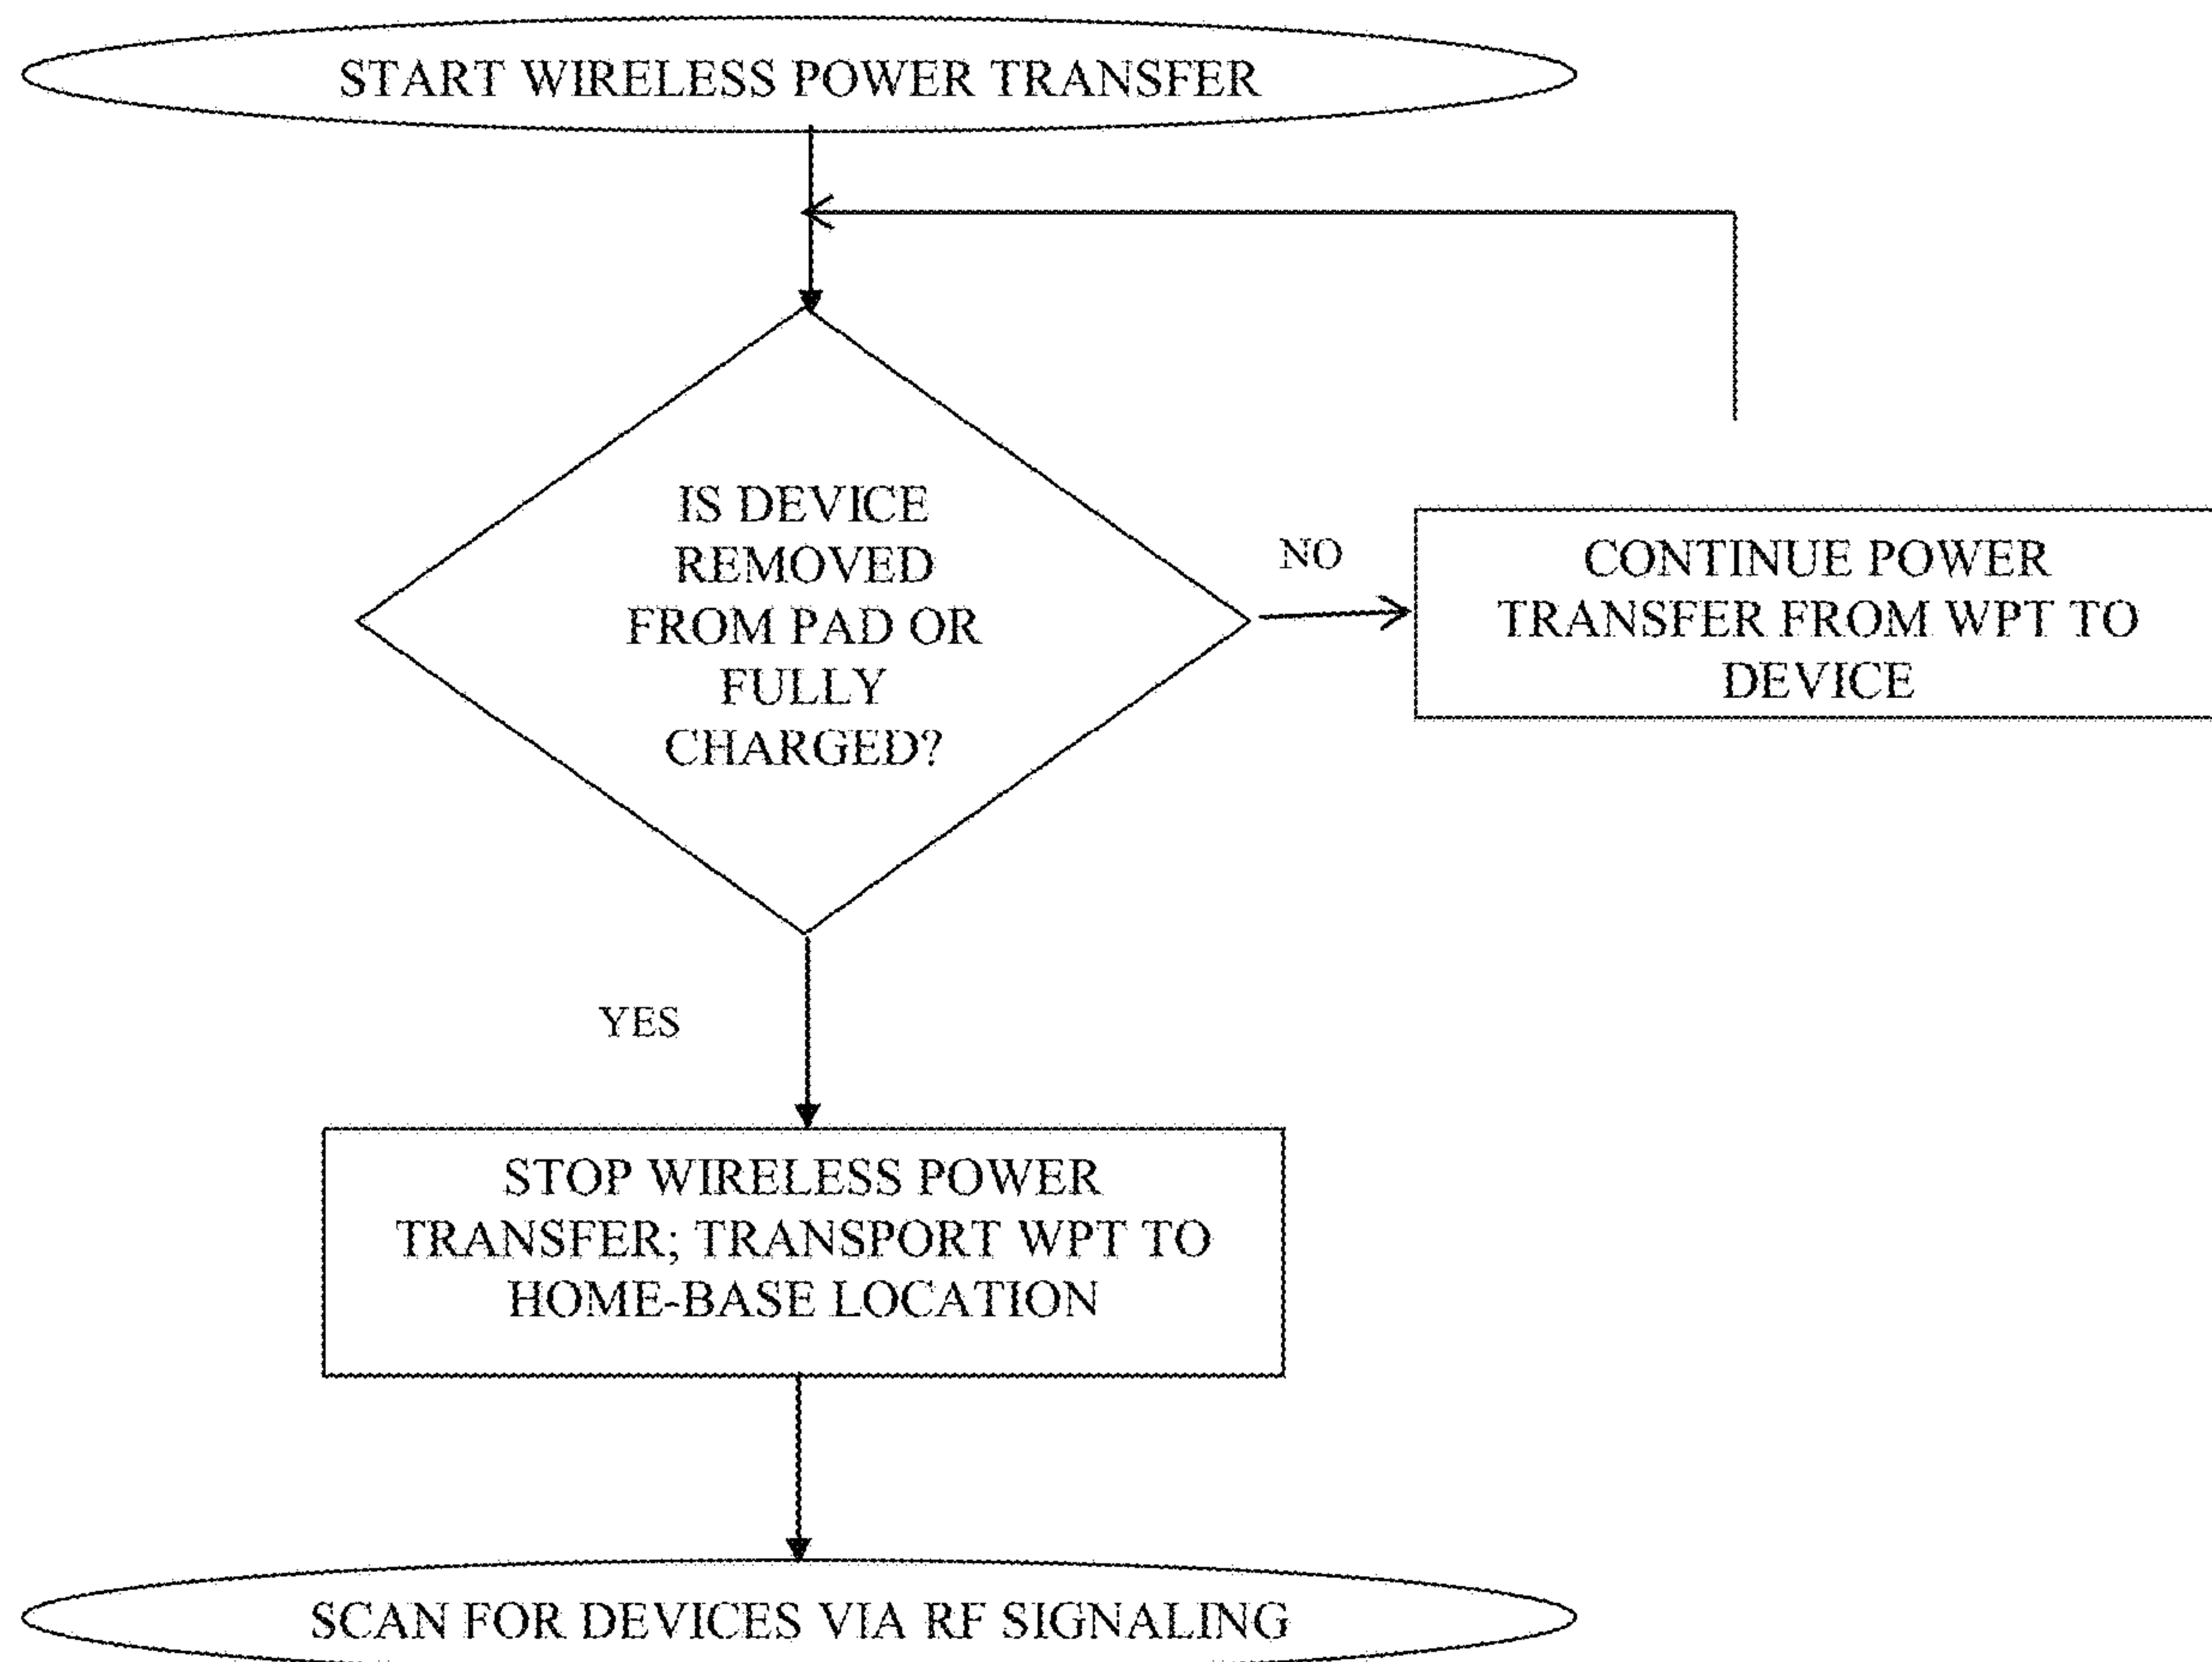 START WIRELESS POWER TRANSFER
IS DEVICE
REMOVED
FROM PAD OR
FULLY
CHARGED?
NO
CONTINUE POWER
TRANSFER FROM WPT TO
DEVICE
YES
STOP WIRELESS POWER
TRANSFER; TRANSPORT WPT TO
HOME-BASE LOCATION
SCAN FOR DEVICES VIA RF SIGNALING